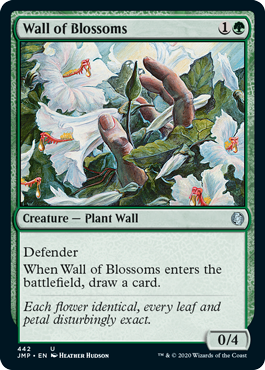 Wall of Blossoms 1
Creature — Plant Wall
Defender
When Wall of Blossoms enters the
battlefield, draw a card.
Each flower identical, every leaf and
petal disturbingly exact.
0/4
442 U
JMP • EN Heather Hudson ™ & © 2020 Wizards of the Coast